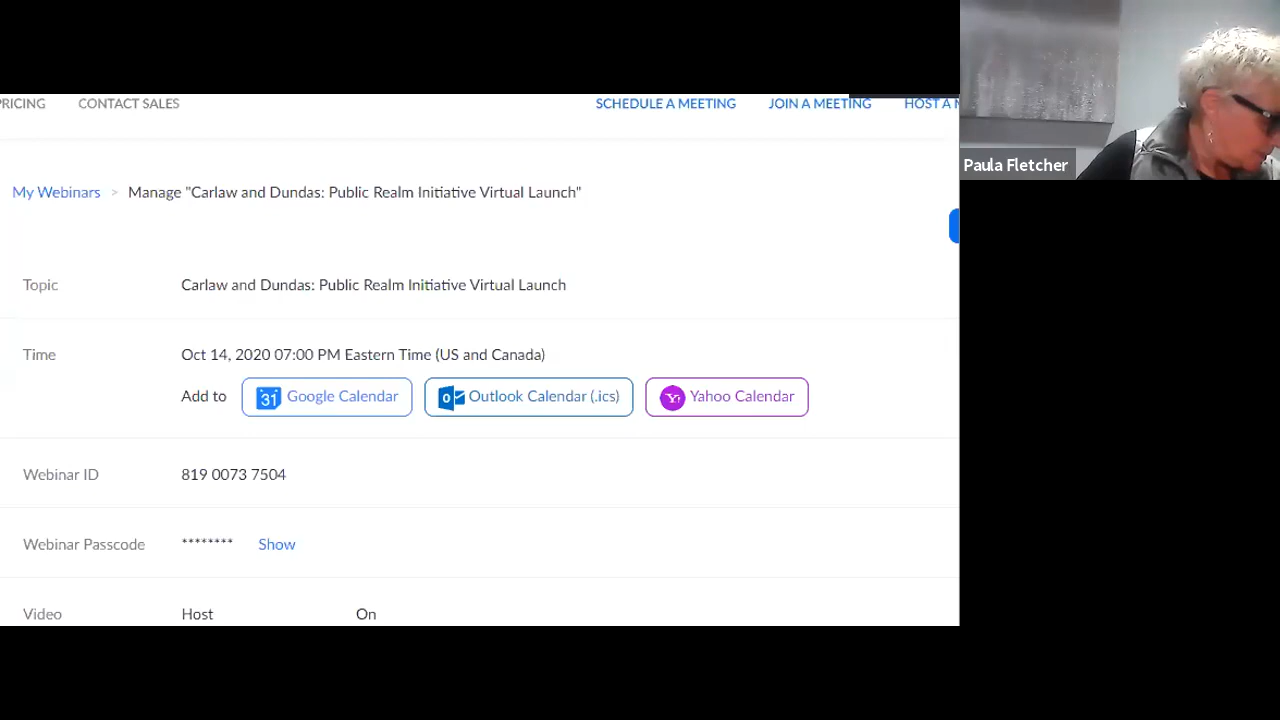 PRICING CONTACT SALES SCHEDULE A MEETING JOIN A MEETING HOST A M
My Webinars > Manage "Carlaw and Dundas: Public Realm Initiative Virtual Launch"
Topic Carlaw and Dundas: Public Realm Initiative Virtual Launch
Time Oct 14, 2020 07:00 PM Eastern Time (US and Canada)
Add to 31 Google Calendar Outlook Calendar (.ics) Yahoo Calendar
Webinar ID 819 0073 7504
Webinar Passcode ******** Show
Video Host On
Paula Fletcher